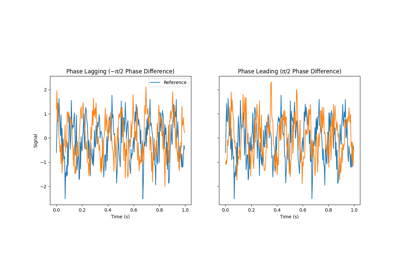 Phase Lagging (−π/2 Phase Difference)
Reference
Signal
2
1
0
−1
−2
0.0 0.2 0.4 0.6 0.8 1.0
Time (s)
Phase Leading (π/2 Phase Difference)
0.0 0.2 0.4 0.6 0.8 1.0
Time (s)